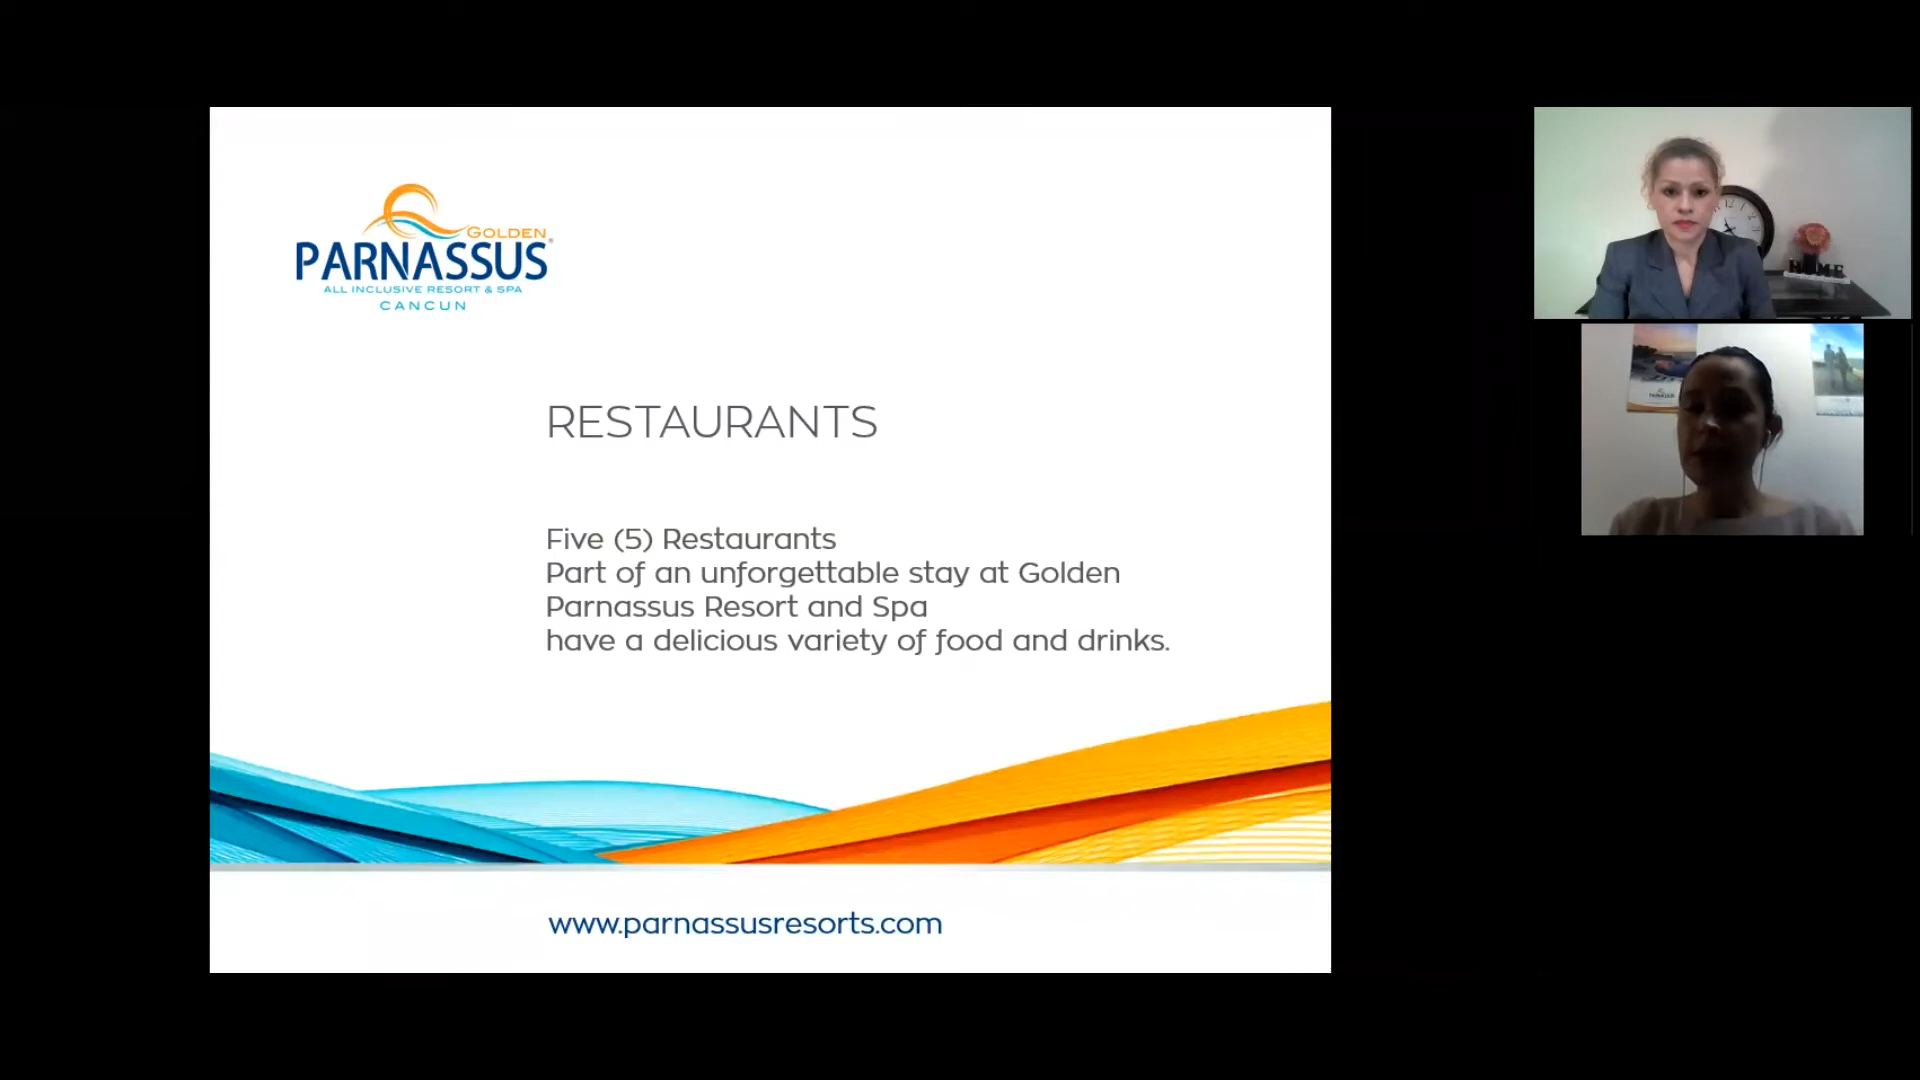 GOLDEN
PARNASSUS®
ALL INCLUSIVE RESORT & SPA
CANCUN
RESTAURANTS
Five (5) Restaurants
Part of an unforgettable stay at Golden
Parnassus Resort and Spa
have a delicious variety of food and drinks.
www.parnassusresorts.com
HOME